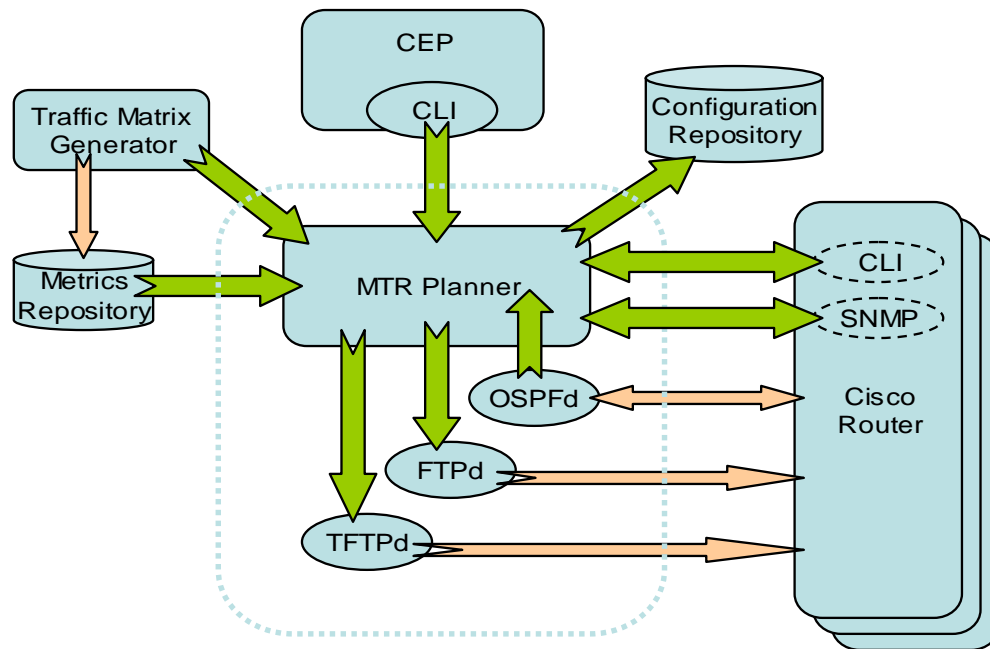 CEP
CLI
Traffic Matrix
Generator
Configuration
Repository
Metrics
Repository
MTR Planner
CLI
SNMP
OSPFd
Cisco
Router
FTPd
TFTPd